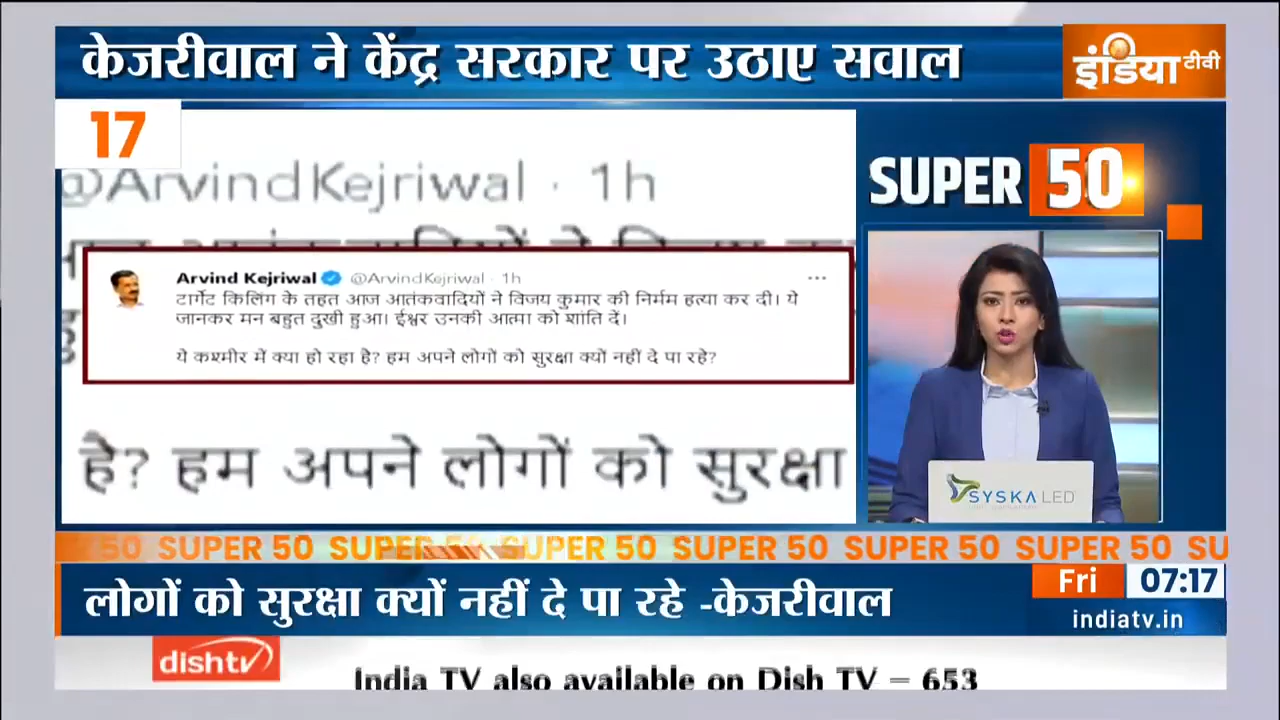 केजरीवाल ने केंद्र सरकार पर उठाए सवाल
इंडिया टीवी
17
@ArvindKejriwal · 1h
SUPER 50
Arvind Kejriwal @ArvindKejriwal · 1h
टार्गेट किलिंग के तहत आज आतंकवादियों ने विजय कुमार की निर्मम हत्या कर दी। ये
जानकर मन बहुत दुखी हुआ। ईश्वर उनकी आत्मा को शांति दें।
ये कश्मीर में क्या हो रहा है? हम अपने लोगों को सुरक्षा क्यों नहीं दे पा रहे?
है? हम अपने लोगों को सुरक्षा
SYSKA LED
50 SUPER 50 SUPER 50 SUPER 50 SUPER 50 SUPER 50 SU
लोगों को सुरक्षा क्यों नहीं दे पा रहे -केजरीवाल
Fri 07:17
indiatv.in
dishtv
India TV also available on Dish TV – 653